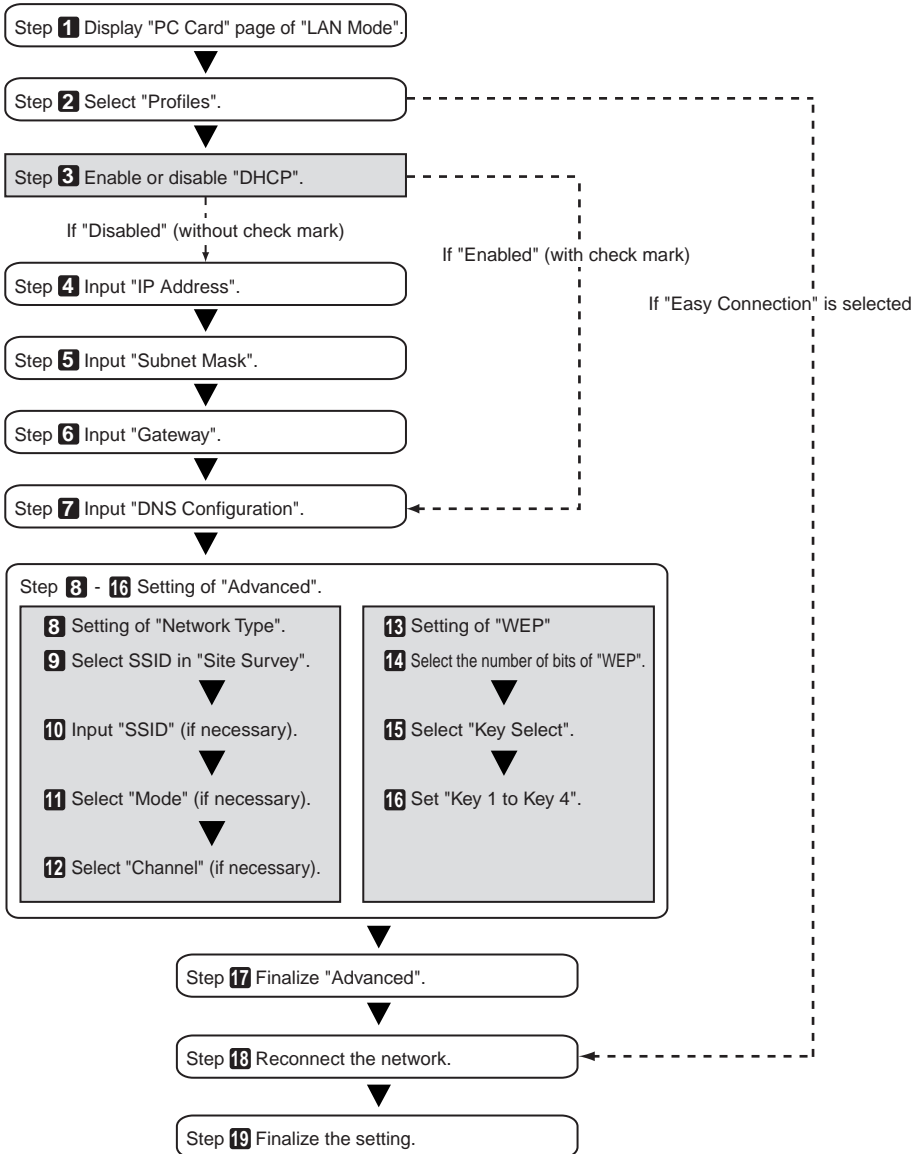 Step 1 Display "PC Card" page of "LAN Mode".
Step 2 Select "Profiles".
Step 3 Enable or disable "DHCP".
If "Disabled" (without check mark)
If "Enabled" (with check mark)
If "Easy Connection" is selected
Step 4 Input "IP Address".
Step 5 Input "Subnet Mask".
Step 6 Input "Gateway".
Step 7 Input "DNS Configuration".
Step 8 - 16 Setting of "Advanced".
8 Setting of "Network Type".
9 Select SSID in "Site Survey".
10 Input "SSID" (if necessary).
11 Select "Mode" (if necessary).
12 Select "Channel" (if necessary).
13 Setting of "WEP"
14 Select the number of bits of "WEP".
15 Select "Key Select".
16 Set "Key 1 to Key 4".
Step 17 Finalize "Advanced".
Step 18 Reconnect the network.
Step 19 Finalize the setting.